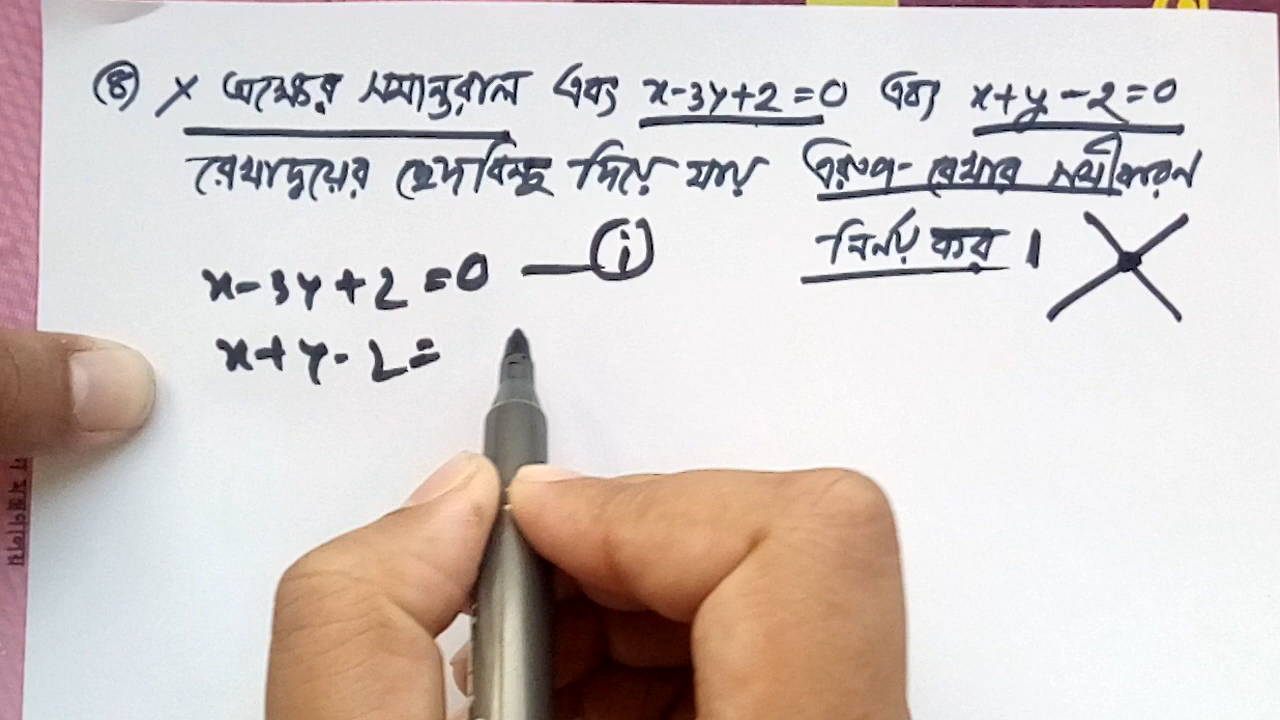 (৪) x অক্ষের সমান্তরাল এবং x-3y+2=0 এবং x+y-2=0
রেখাদ্বয়ের ছেদবিন্দু দিয়ে যায় এরূপ রেখার সমীকরণ
নির্ণয় কর।
x-3y+2=0 — (i)
x+y-2=